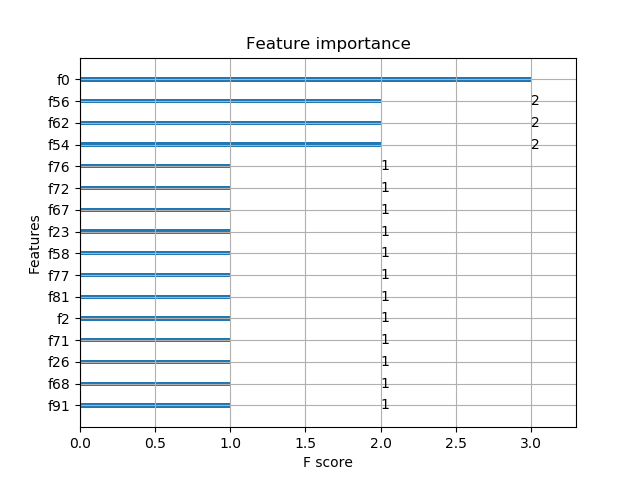 Feature importance
f0
f56 2
f62 2
f54 2
f76 1
f72 1
f67 1
f23 1
f58 1
f77 1
f81 1
f2 1
f71 1
f26 1
f68 1
f91 1
Features
0.0 0.5 1.0 1.5 2.0 2.5 3.0
F score